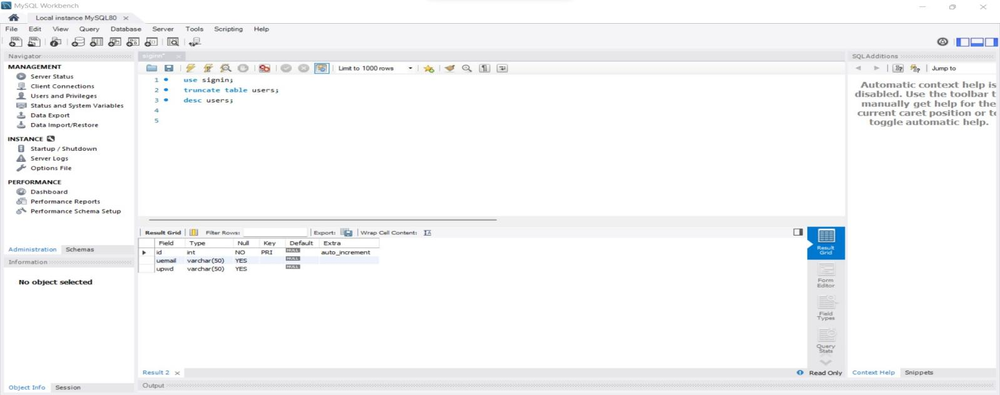 MySQL Workbench
Local instance MySQL80
File Edit View Query Database Server Tools Scripting Help
Navigator
MANAGEMENT
Server Status
Client Connections
Users and Privileges
Status and System Variables
Data Export
Data Import/Restore
INSTANCE
Startup / Shutdown
Server Logs
Options File
PERFORMANCE
Dashboard
Performance Reports
Performance Schema Setup
Administration Schemas
Information
No object selected
Object Info Session
siginn*
Limit to 1000 rows
1 use signin;
2 truncate table users;
3 desc users;
4
5
Result Grid Filter Rows: Export: Wrap Cell Content:
Field Type Null Key Default Extra
id int NO PRI NULL auto_increment
uemail varchar(50) YES NULL
upwd varchar(50) YES NULL
Result
Grid
Form
Editor
Field
Types
Query
Stats
Result 2
Read Only
Output
SQLAdditions
Jump to
Automatic context help is
disabled. Use the toolbar t
manually get help for the
current caret position or to
toggle automatic help.
Context Help Snippets